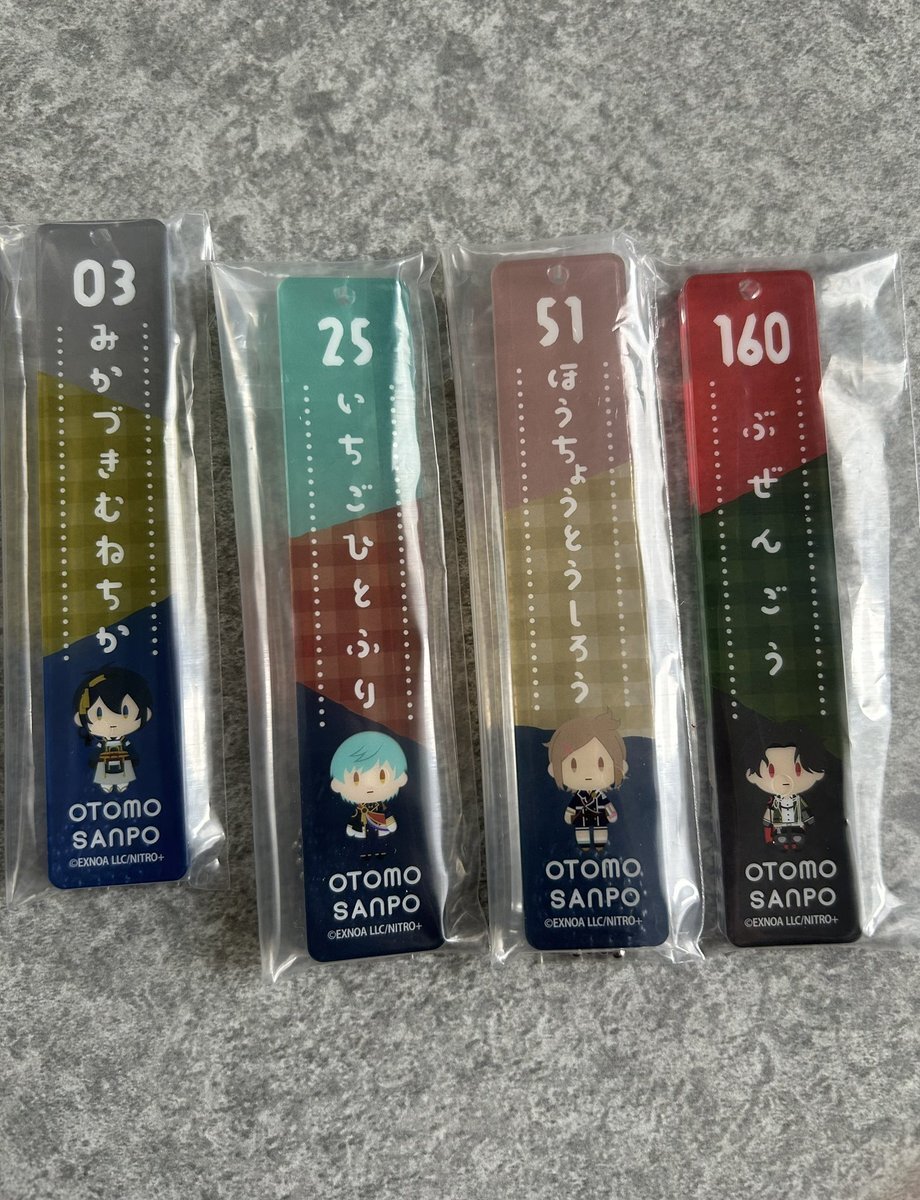 03
みかづきむねちか
OTOMO
SANPO
©EXNOA LLC/NITRO+
25
いちごひとふり
OTOMO
SANPO
©EXNOA LLC/NITRO+
51
ほうちょうとうしろう
OTOMO
SANPO
©EXNOA LLC/NITRO+
160
ぶぜんごう
OTOMO
SANPO
©EXNOA LLC/NITRO+